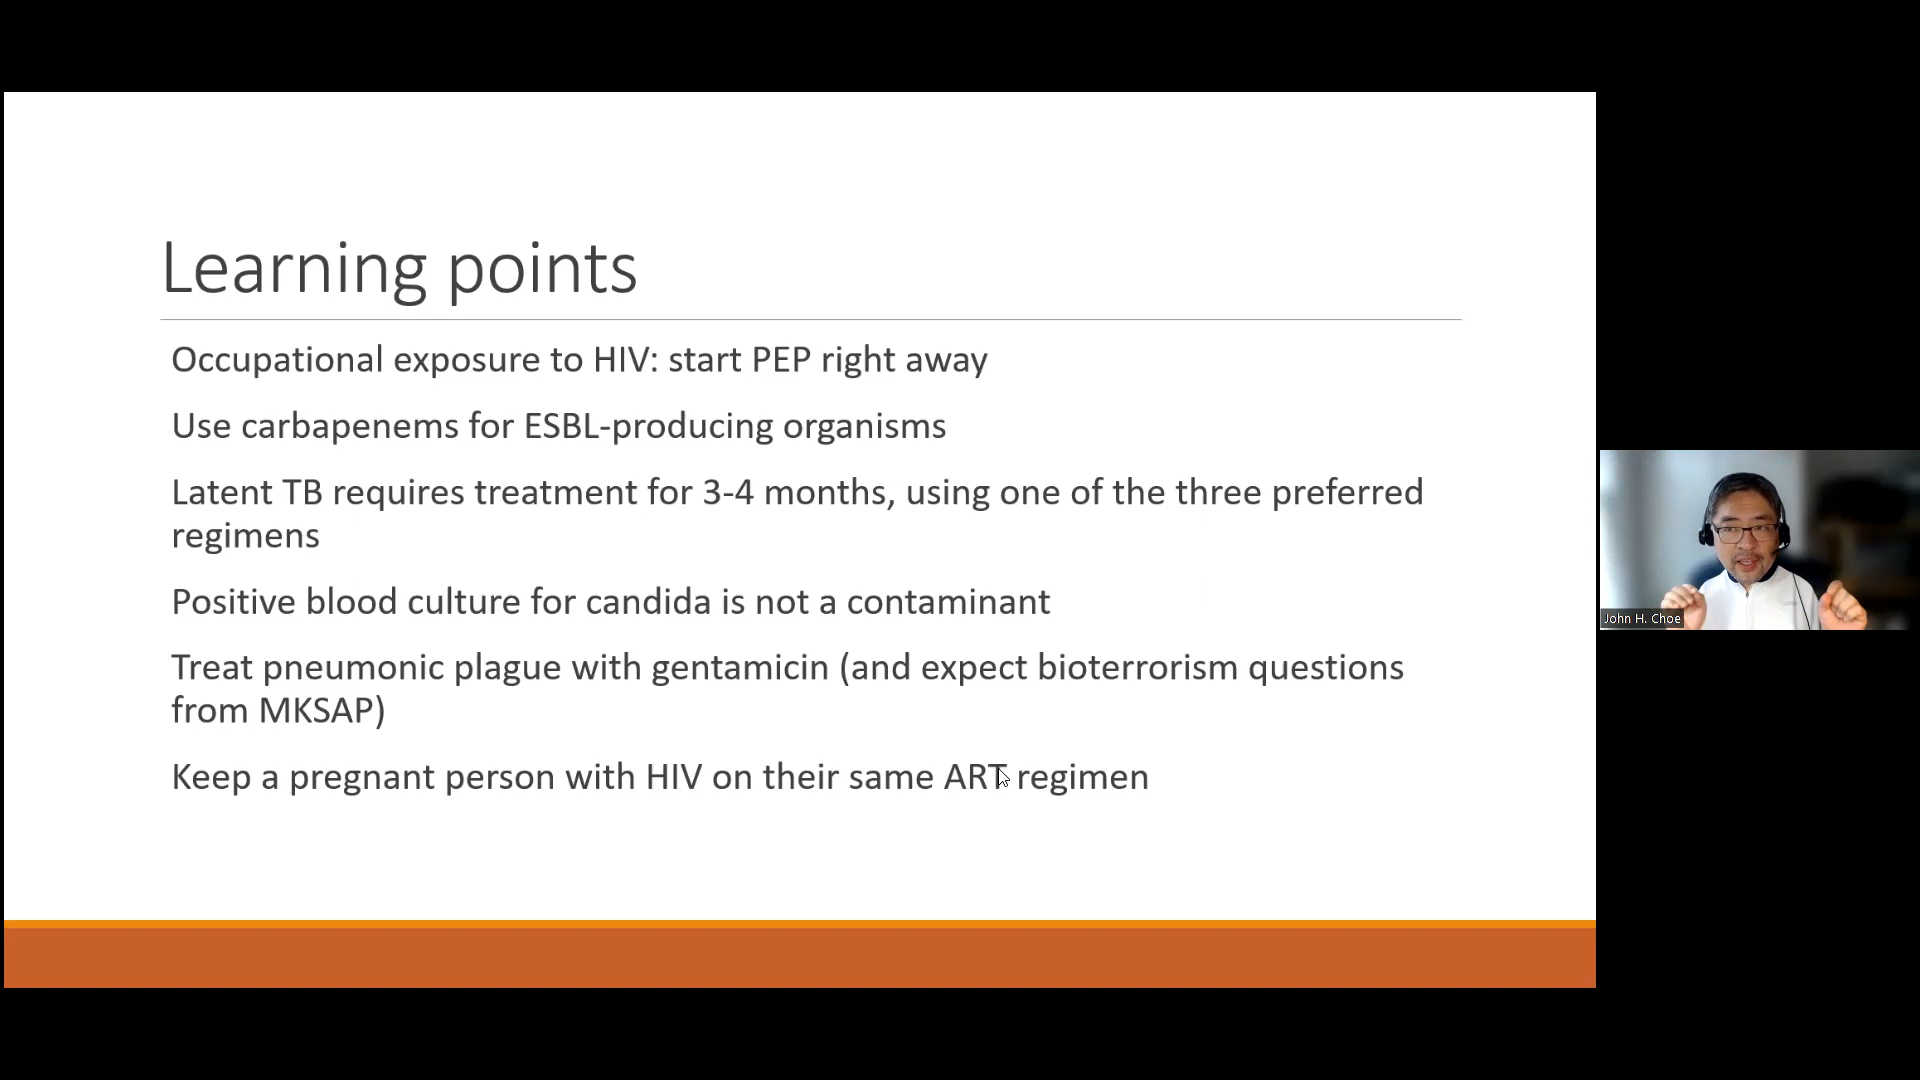 Learning points
Occupational exposure to HIV: start PEP right away
Use carbapenems for ESBL-producing organisms
Latent TB requires treatment for 3-4 months, using one of the three preferred
regimens
Positive blood culture for candida is not a contaminant
Treat pneumonic plague with gentamicin (and expect bioterrorism questions
from MKSAP)
Keep a pregnant person with HIV on their same ART regimen
John H. Choe